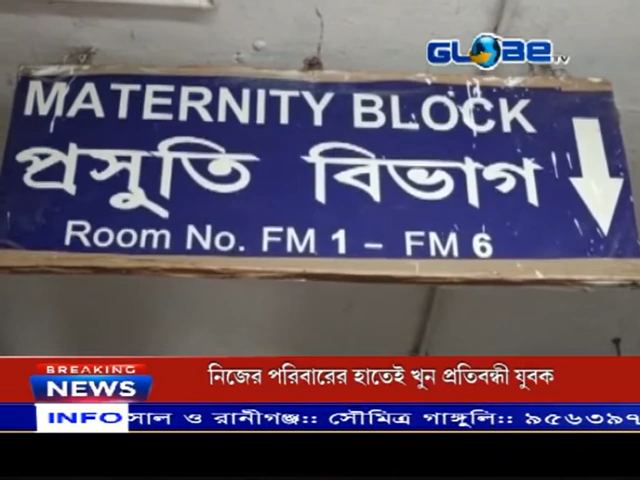 GLOBE TV
MATERNITY BLOCK
প্রসুতি বিভাগ
Room No. FM 1 – FM 6
BREAKING
NEWS
নিজের পরিবারের হাতেই খুন প্রতিবন্ধী যুবক
INFO
সাল ও রানীগঞ্জ:: সৌমিত্র গাঙ্গুলি:: ৯৫৬৩৯৭